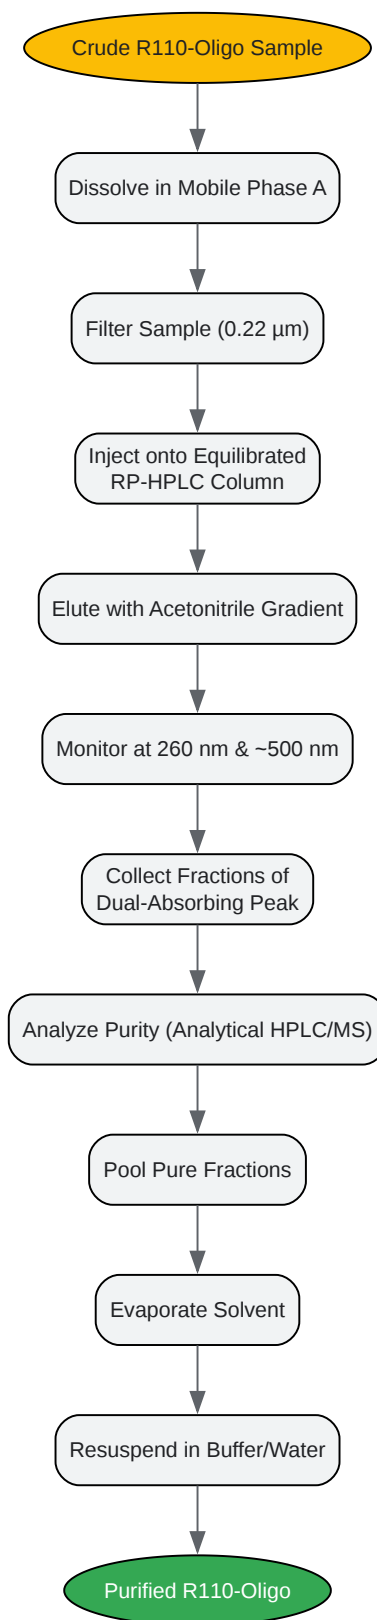 Crude R110-Oligo Sample
Dissolve in Mobile Phase A
Filter Sample (0.22 µm)
Inject onto Equilibrated
RP-HPLC Column
Elute with Acetonitrile Gradient
Monitor at 260 nm & ~500 nm
Collect Fractions of
Dual-Absorbing Peak
Analyze Purity (Analytical HPLC/MS)
Pool Pure Fractions
Evaporate Solvent
Resuspend in Buffer/Water
Purified R110-Oligo